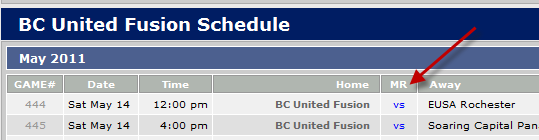 BC United Fusion Schedule
May 2011
GAME# Date Time Home MR Away
444 Sat May 14 12:00 pm BC United Fusion vs EUSA Rochester
445 Sat May 14 4:00 pm BC United Fusion vs Soaring Capital Pan